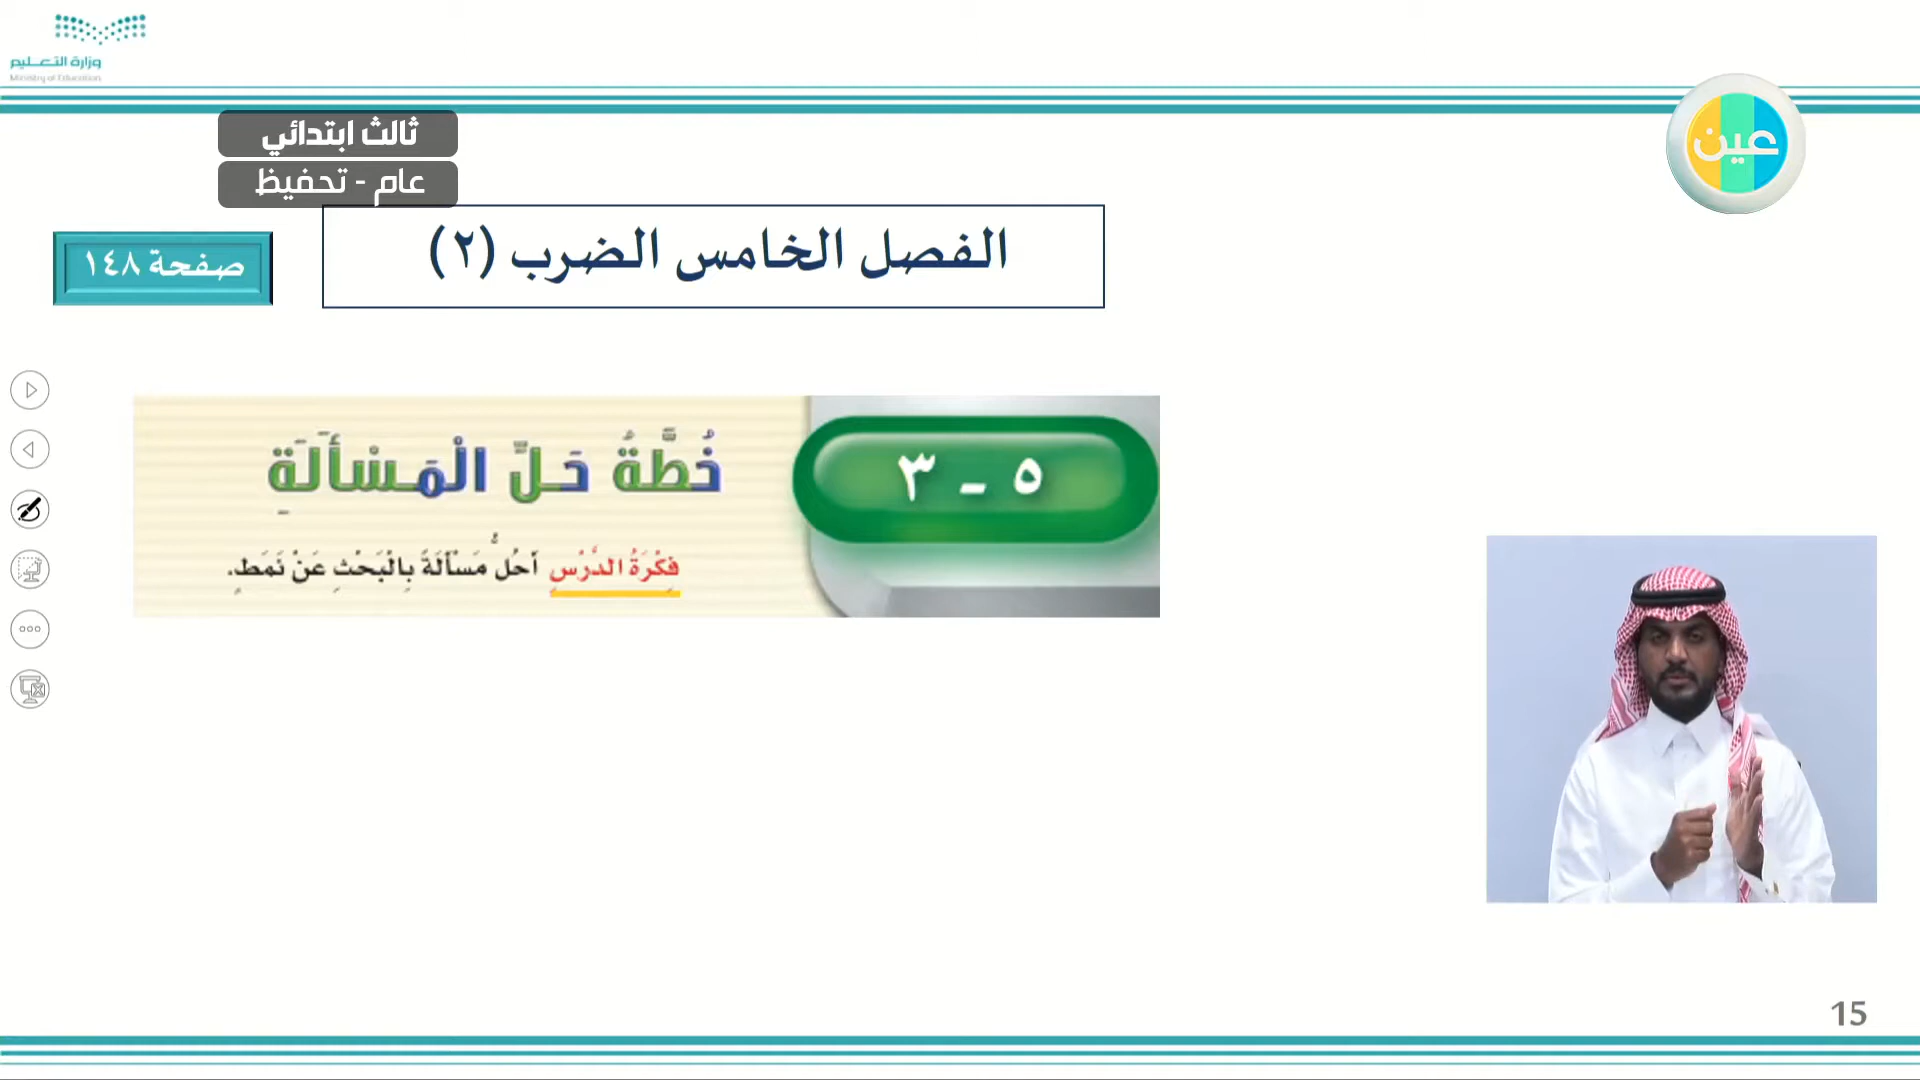 وزارة التعليم
Ministry of Education
عين
ثالث ابتدائي
عام - تحفيظ
الفصل الخامس الضرب (٢)
صفحة ١٤٨
٥ - ٣
خُطَّةُ حَلِّ الْمَسْأَلَةِ
فِكْرَةُ الدَّرْسِ أَحُلُّ مَسْأَلَةً بِالْبَحْثِ عَنْ نَمَطٍ.
15